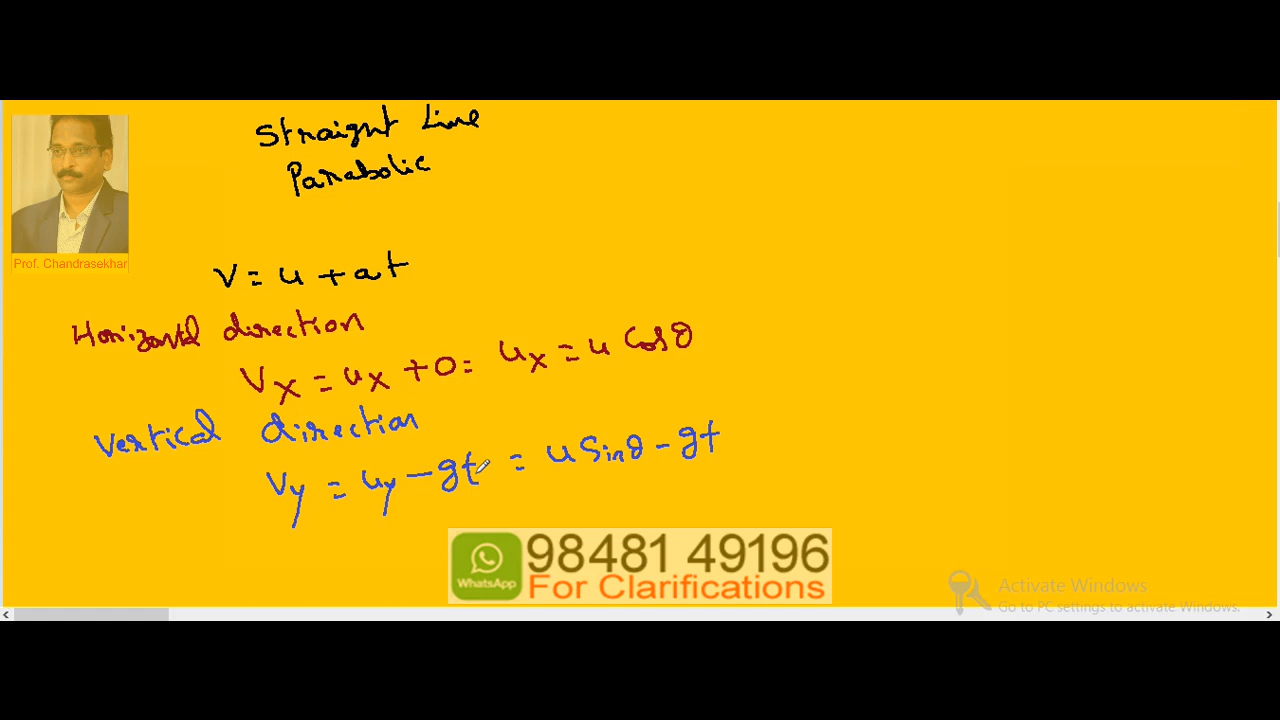 Straight Line
Parabolic
Prof. Chandrasekhar
V = u + at
Horizontal direction
Vx = ux + 0 = ux = u Cosθ
Vertical direction
Vy = uy - gt = u Sinθ - gt
98481 49196
WhatsApp
For Clarifications
Activate Windows
Go to PC settings to activate Windows.